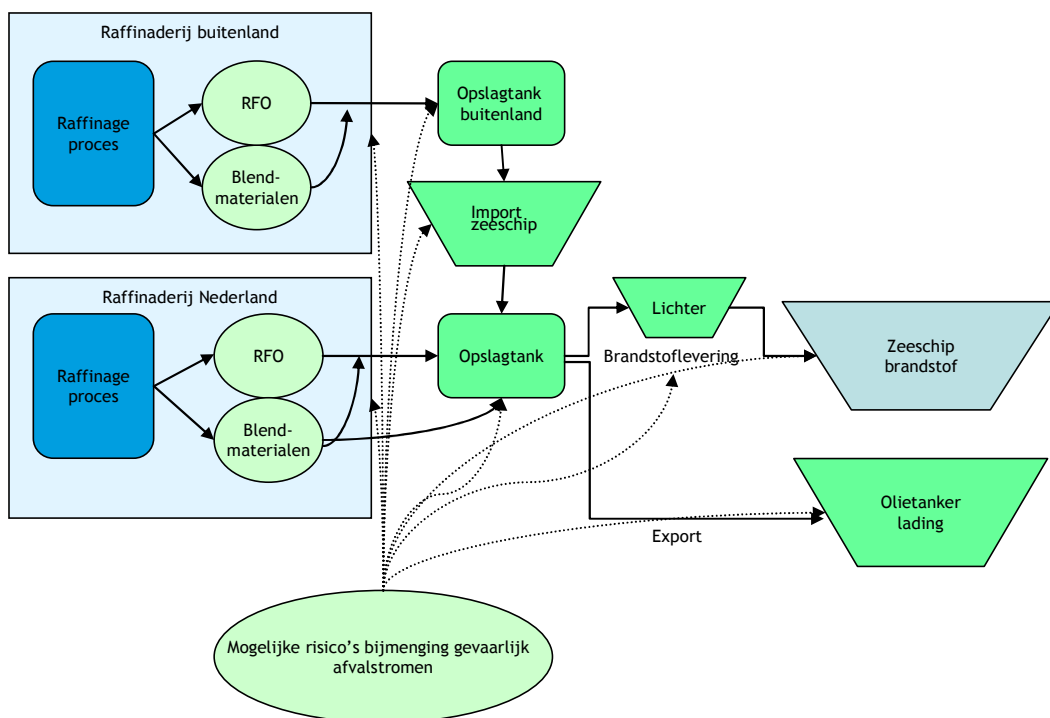 Raffinaderij buitenland
Raffinage
proces
RFO
Blend-
materialen
Opslagtank
buitenland
Import
zeeschip
Raffinaderij Nederland
Raffinage
proces
RFO
Blend-
materialen
Opslagtank
Lichter
Brandstoflevering
Zeeschip
brandstof
Olietanker
lading
Export
Mogelijke risico’s bijmenging gevaarlijk
afvalstromen